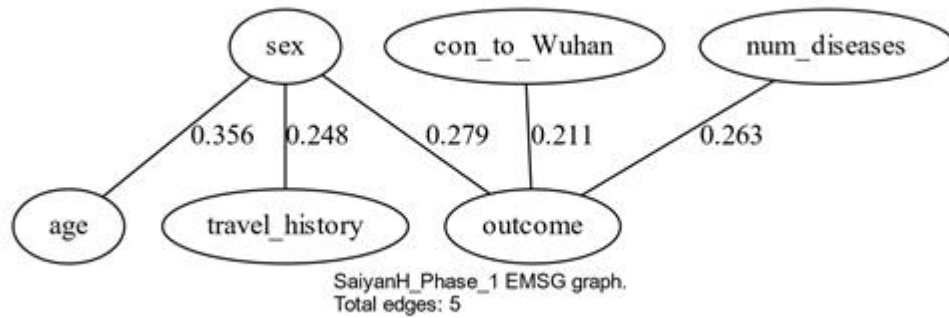 sex con_to_Wuhan num_diseases
0.356 0.248 0.279 0.211 0.263
age travel_history outcome
SaiyanH_Phase_1 EMSG graph.
Total edges: 5